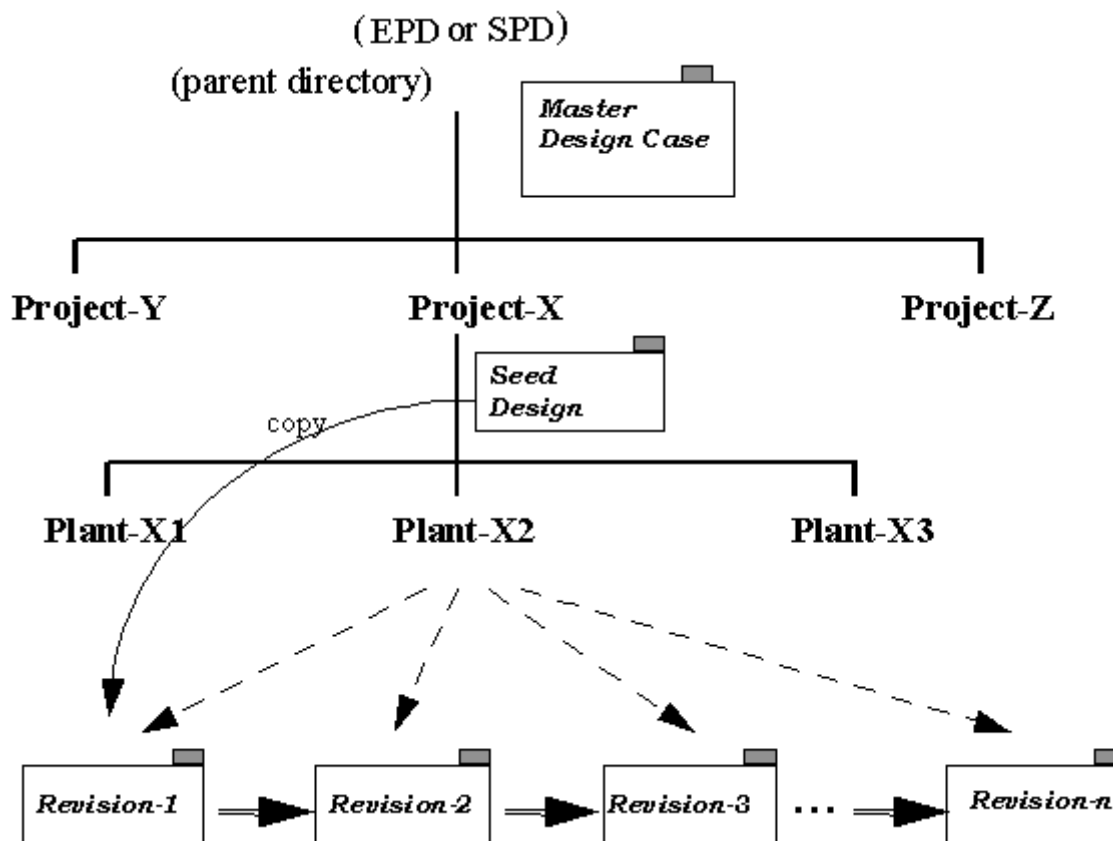 (EPD or SPD)
(parent directory)
Master
Design Case
Project-Y
Project-X
Project-Z
Seed
Design
copy
Plant-X1
Plant-X2
Plant-X3
Revision-1
Revision-2
Revision-3
...
Revision-n